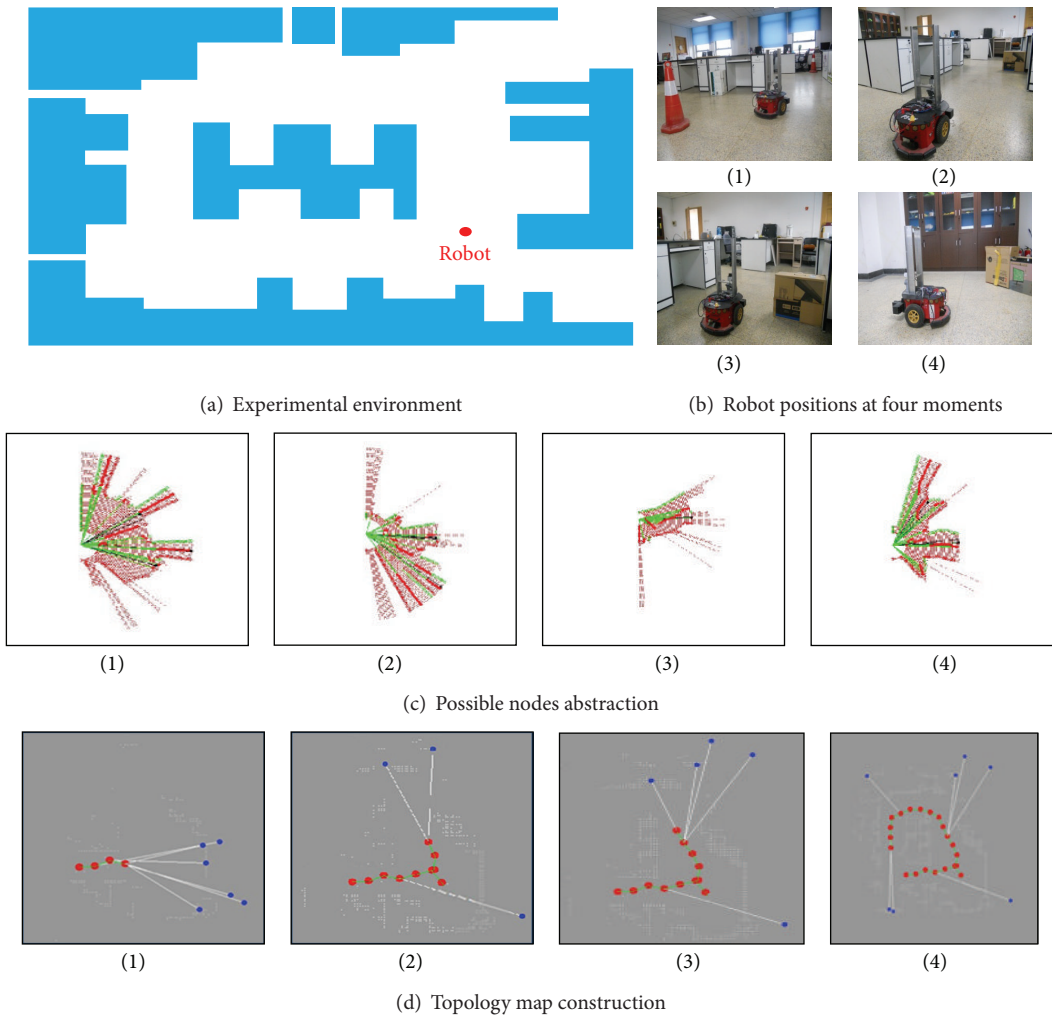 Robot
(1)
(2)
(3)
(4)
(a) Experimental environment
(b) Robot positions at four moments
(1)
(2)
(3)
(4)
(c) Possible nodes abstraction
(1)
(2)
(3)
(4)
(d) Topology map construction